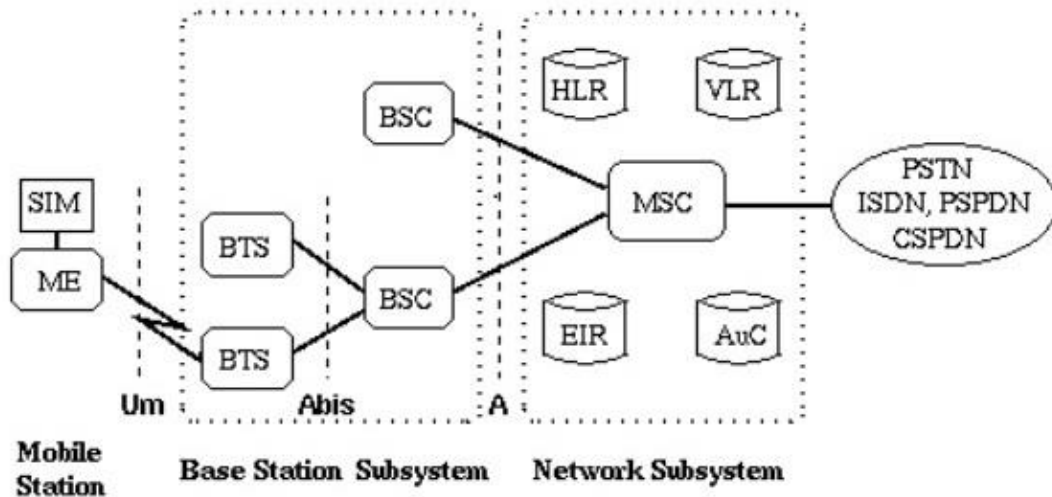 HLR
VLR
BSC
PSTN
ISDN, PSPDN
CSPDN
SIM
MSC
ME
BTS
BSC
BTS
EIR
AuC
Um
Abis
A
Mobile
Station
Base Station Subsystem
Network Subsystem